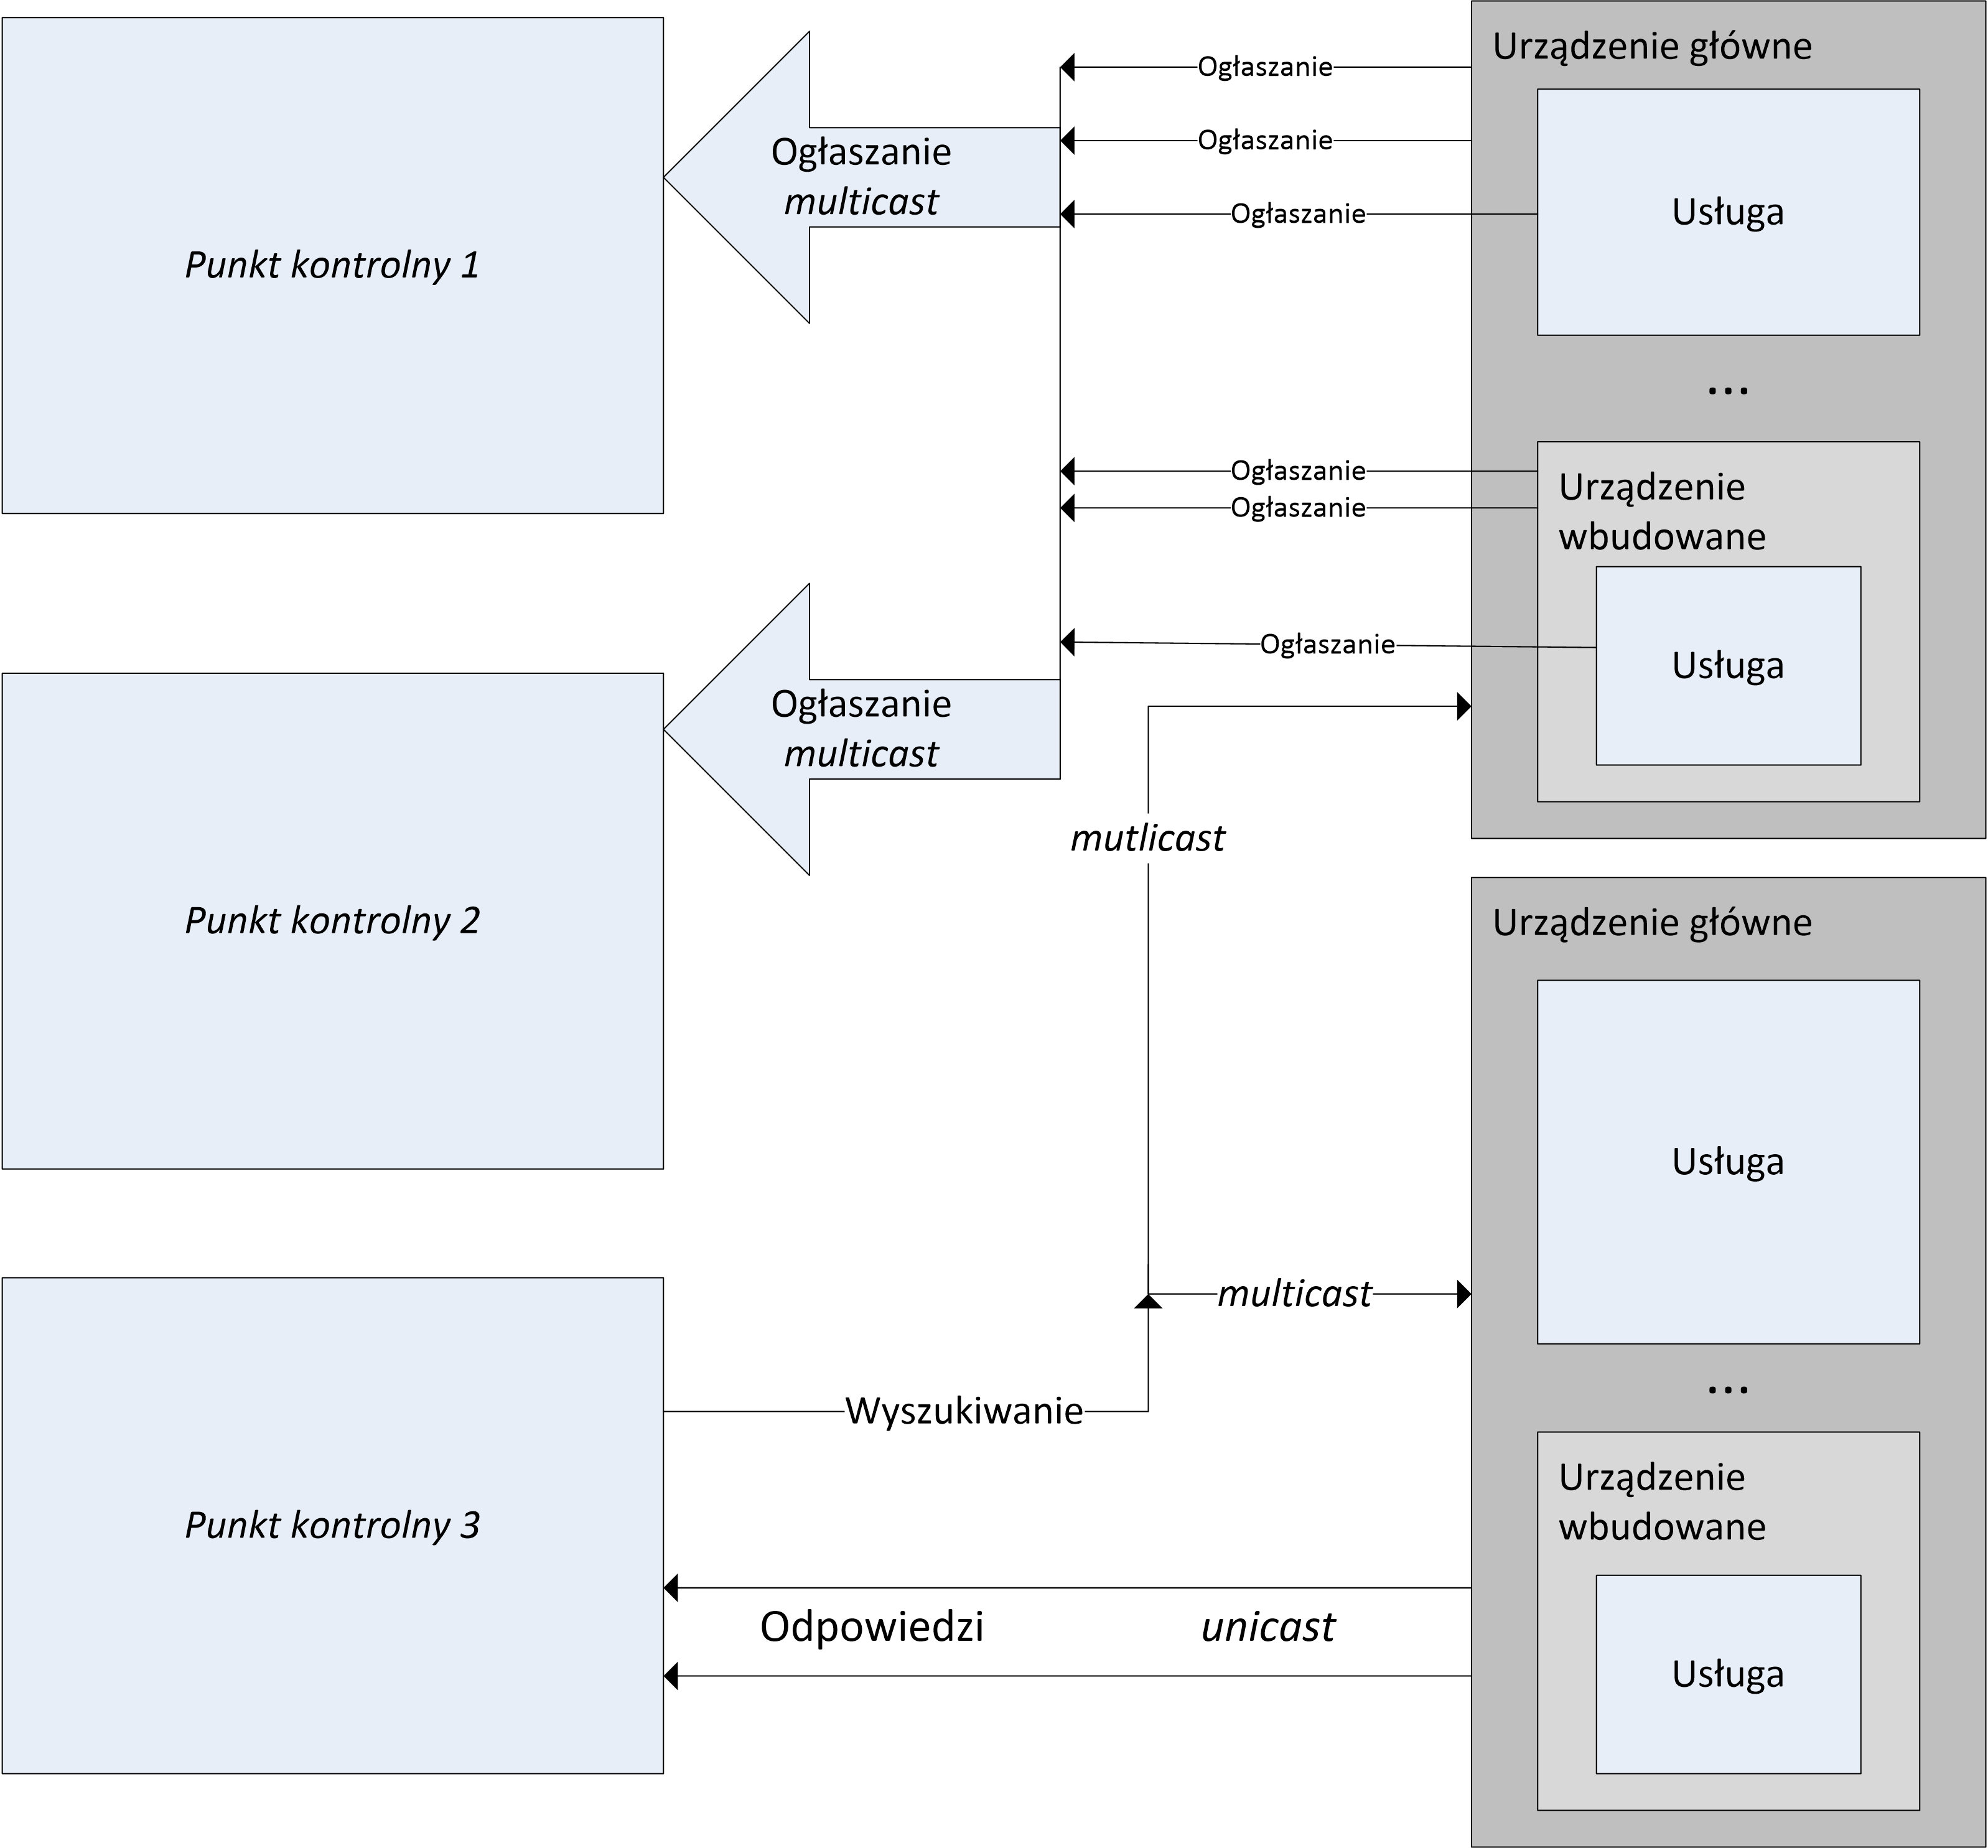 Urządzenie główne
Ogłaszanie
Ogłaszanie
Ogłaszanie
multicast
Ogłaszanie
Usługa
Punkt kontrolny 1
...
Ogłaszanie
Ogłaszanie
Urządzenie
wbudowane
Ogłaszanie
Usługa
Ogłaszanie
multicast
mutlicast
Punkt kontrolny 2
Urządzenie główne
Usługa
multicast
...
Wyszukiwanie
Urządzenie
wbudowane
Punkt kontrolny 3
Odpowiedzi
unicast
Usługa